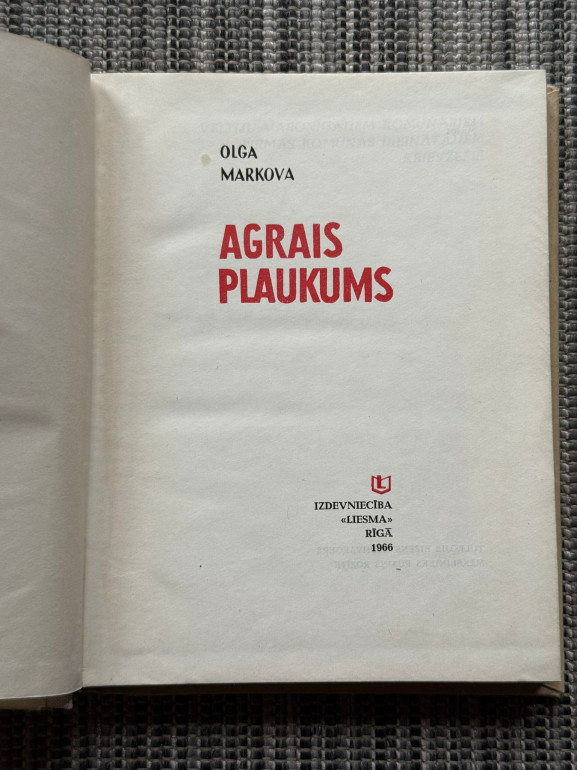 OLGA
MARKOVA
AGRAIS
PLAUKUMS
IZDEVNIECĪBA
«LIESMA»
RĪGĀ
1966